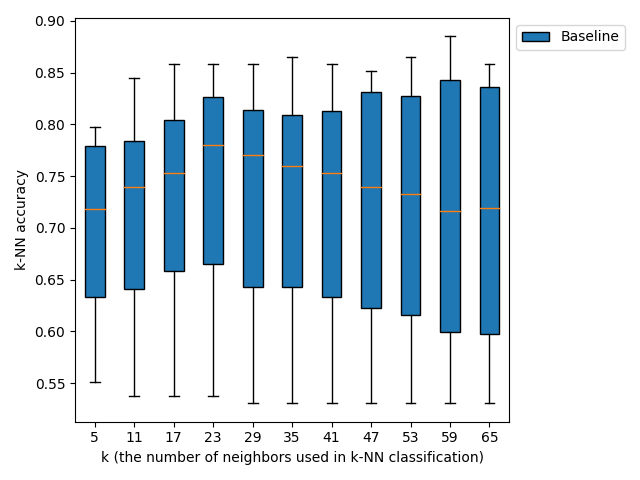 0.90
0.85
0.80
0.75
0.70
0.65
0.60
0.55
k-NN accuracy
5 11 17 23 29 35 41 47 53 59 65
k (the number of neighbors used in k-NN classification)
Baseline